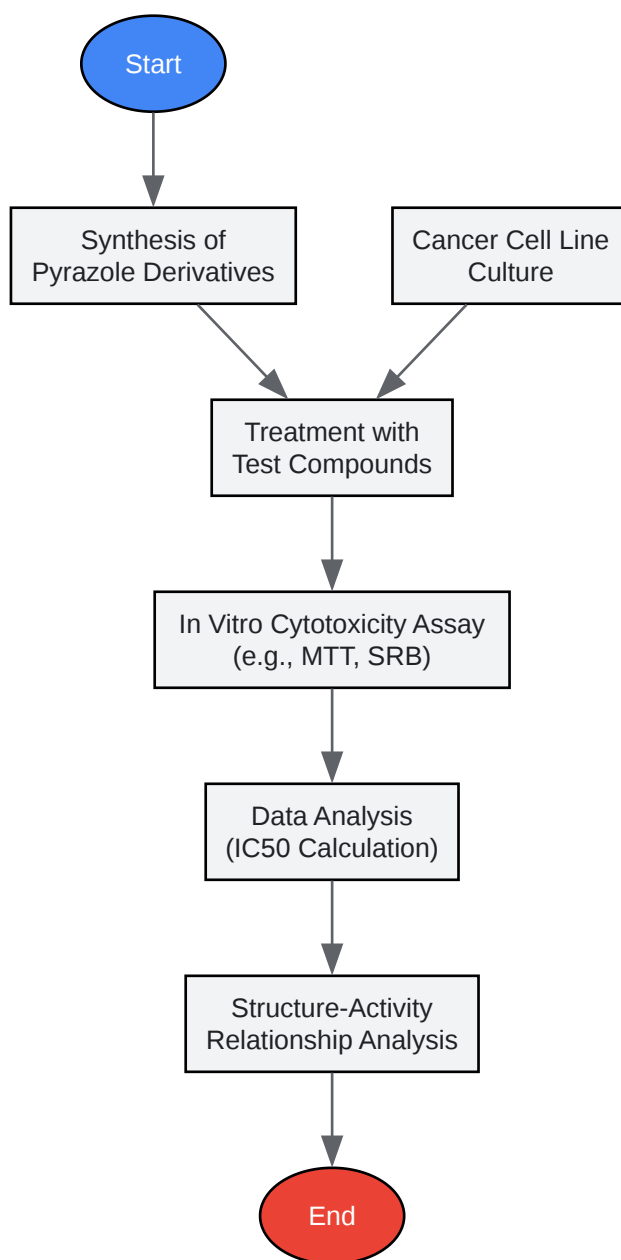 Start
Synthesis of
Pyrazole Derivatives
Cancer Cell Line
Culture
Treatment with
Test Compounds
In Vitro Cytotoxicity Assay
(e.g., MTT, SRB)
Data Analysis
(IC50 Calculation)
Structure-Activity
Relationship Analysis
End